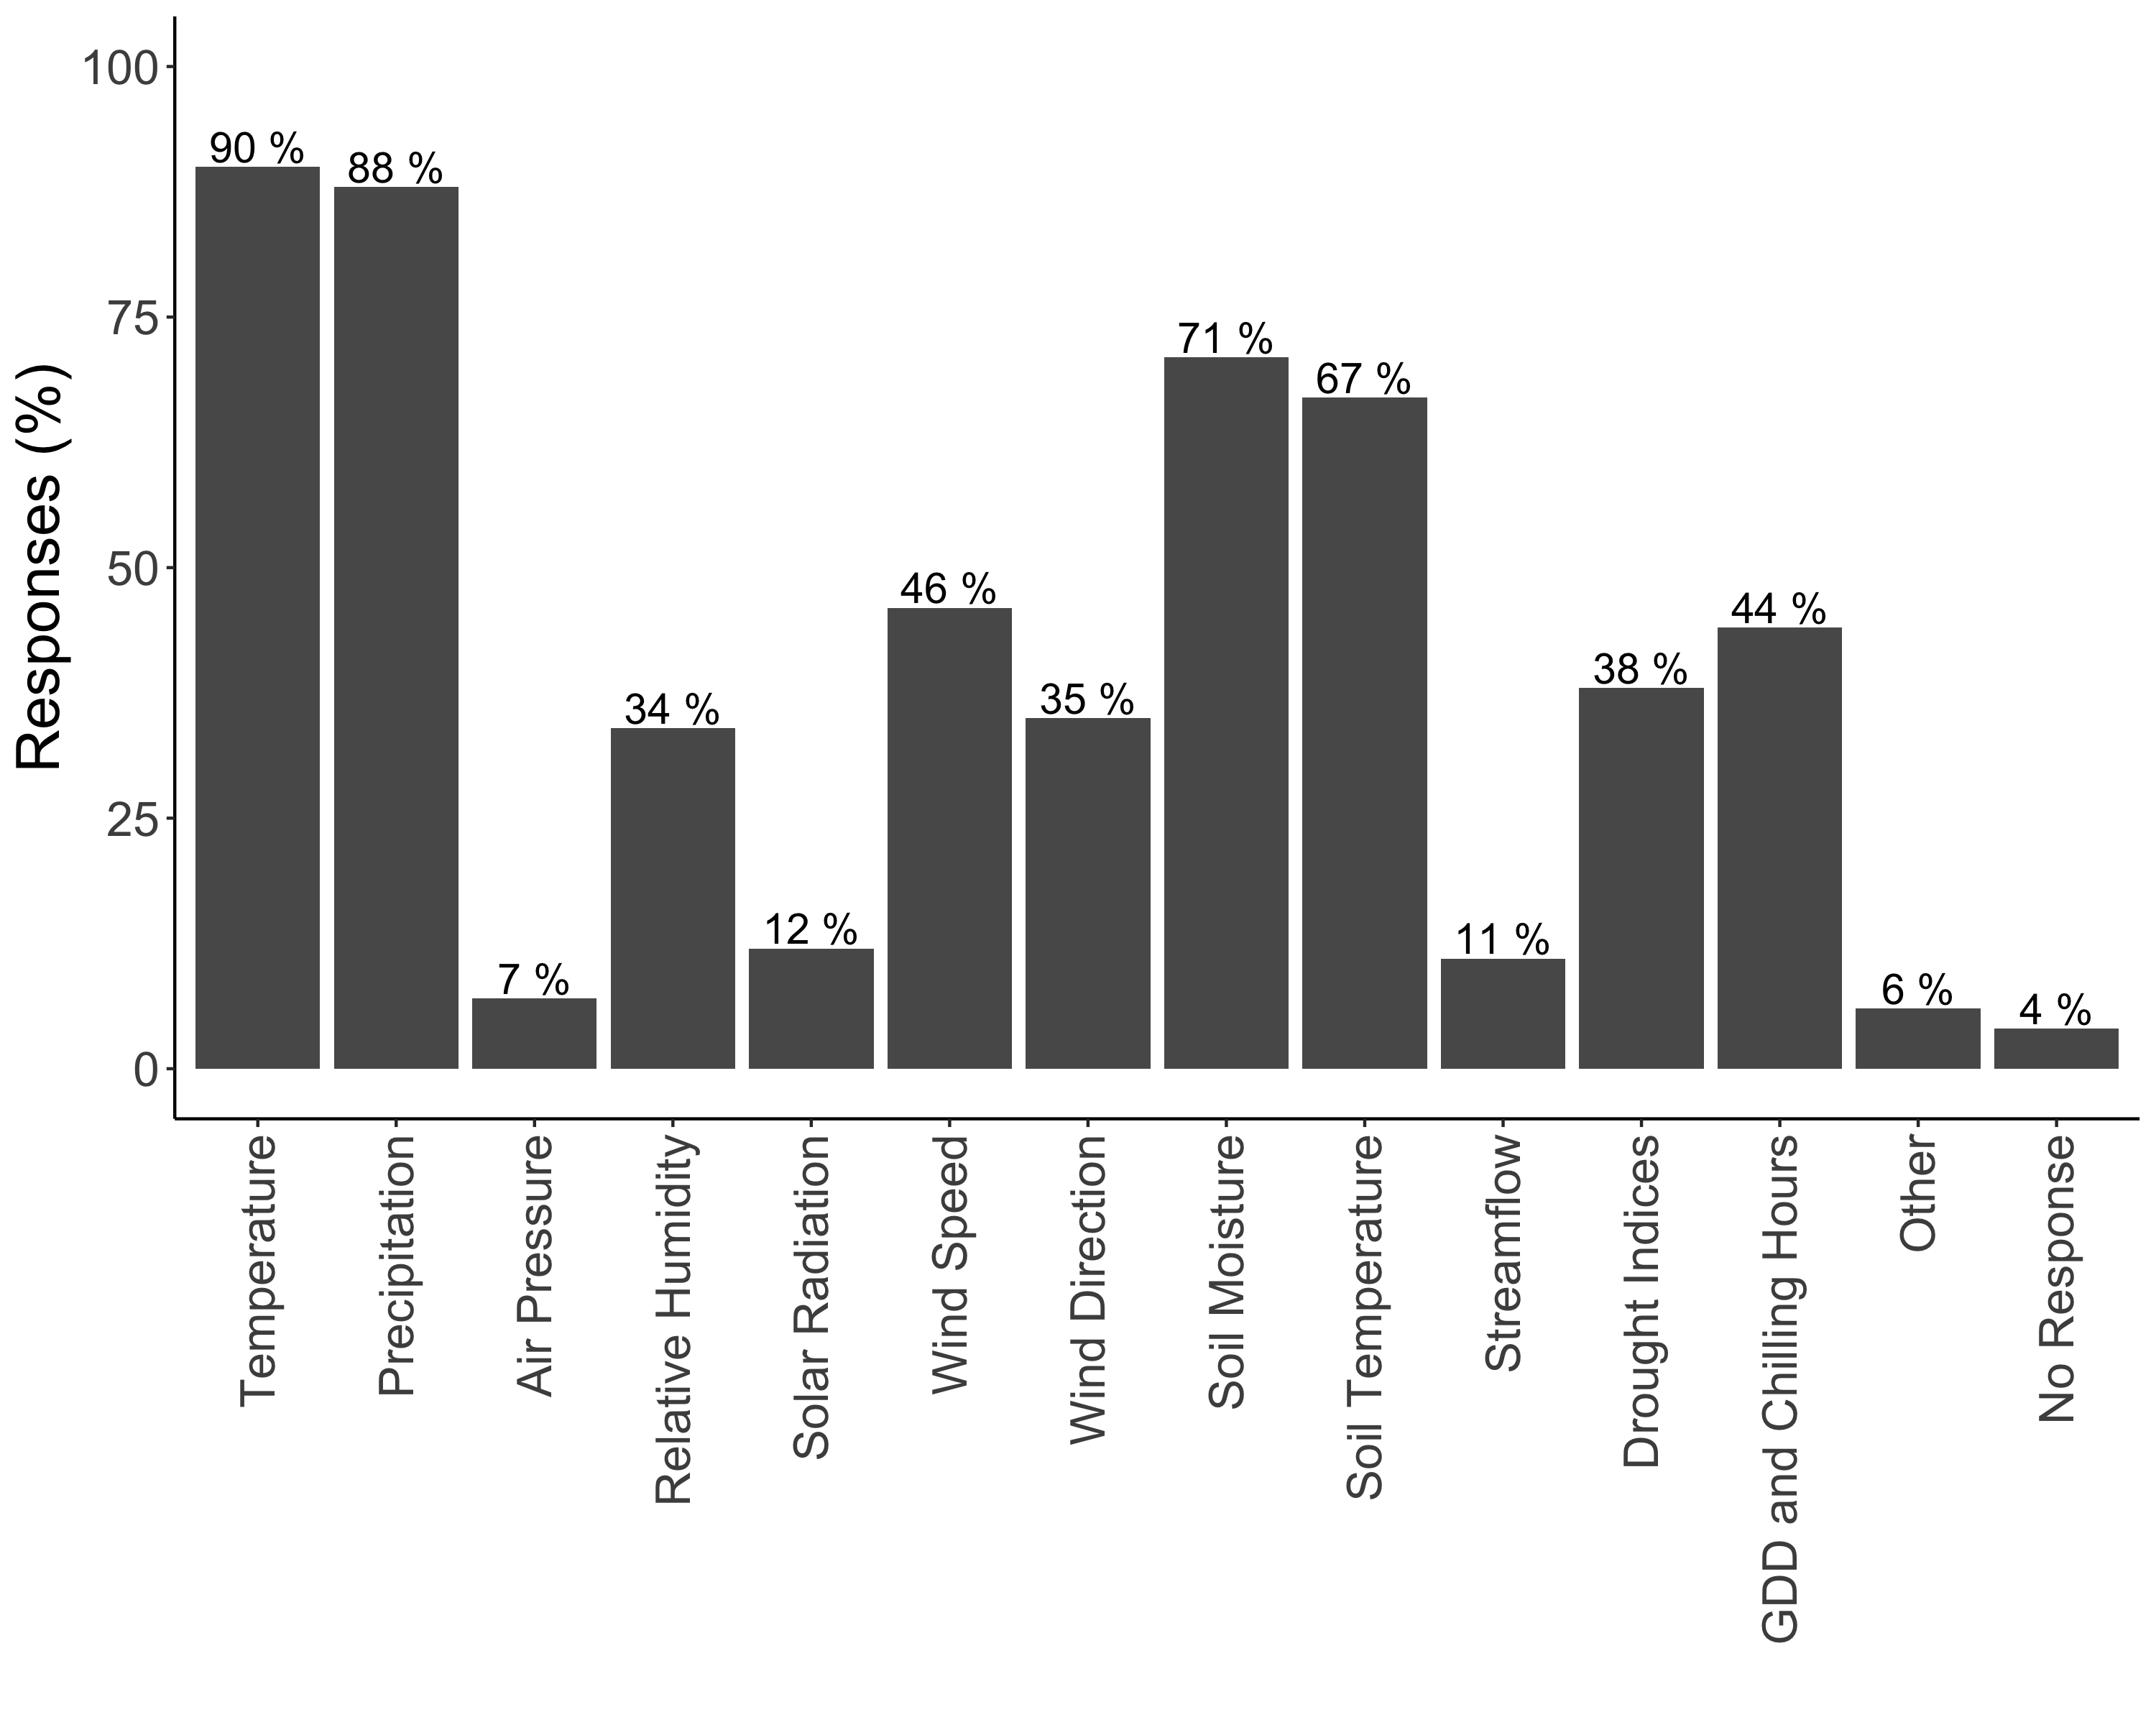 Responses (%)
100
75
50
25
0
90 %
88 %
7 %
34 %
12 %
46 %
35 %
71 %
67 %
11 %
38 %
44 %
6 %
4 %
Temperature
Precipitation
Air Pressure
Relative Humidity
Solar Radiation
Wind Speed
Wind Direction
Soil Moisture
Soil Temperature
Streamflow
Drought Indices
GDD and Chilling Hours
Other
No Response